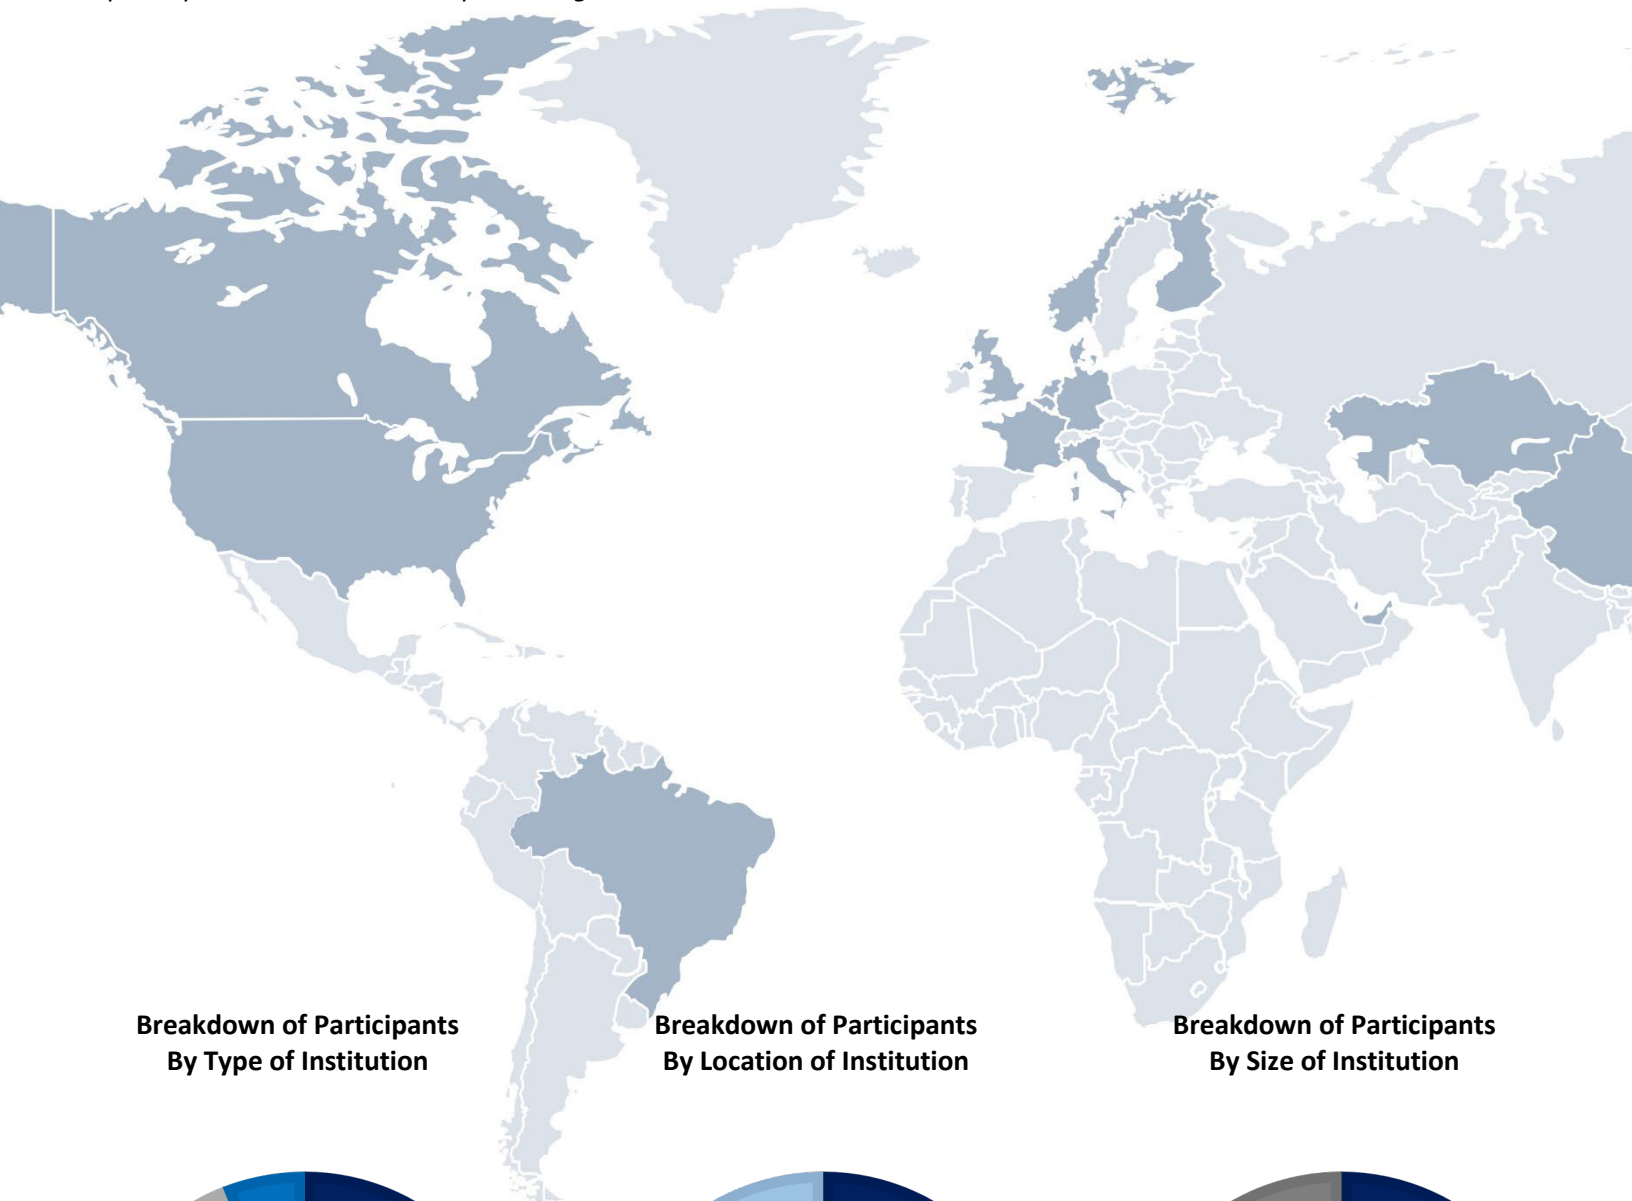 Breakdown of Participants
By Type of Institution
Breakdown of Participants
By Location of Institution
Breakdown of Participants
By Size of Institution